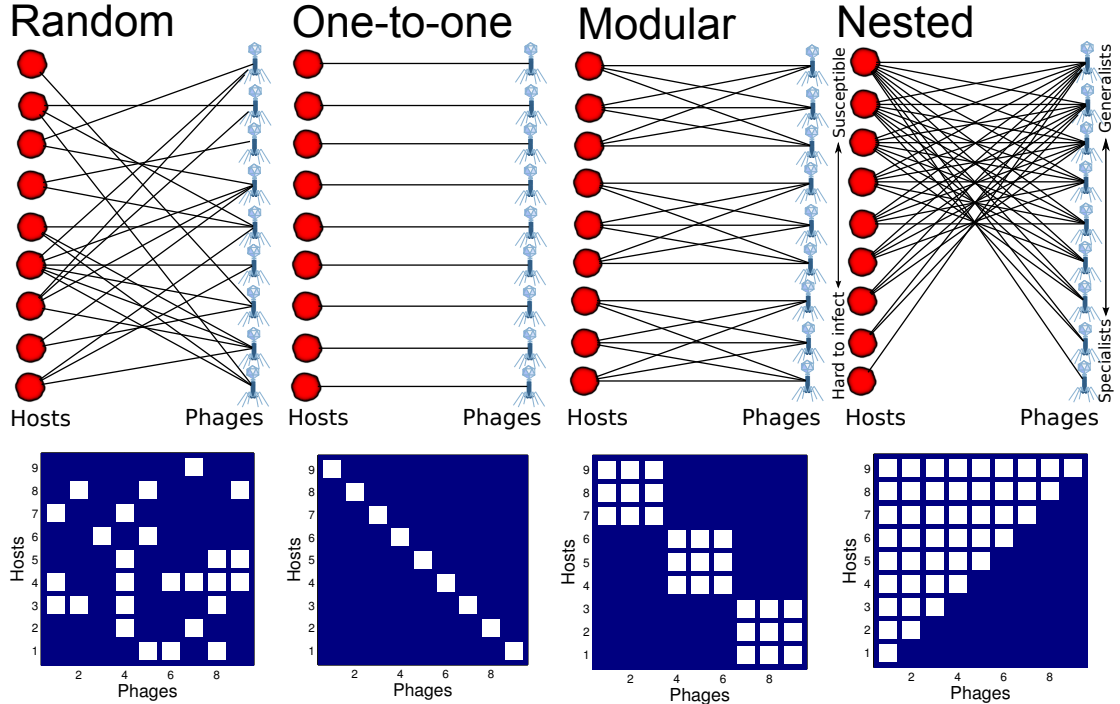 Random
One-to-one
Modular
Nested
Susceptible
Hard to infect
Generalists
Specialists
Hosts
Phages
Hosts
Phages
Hosts
Phages
Hosts
Phages
9
8
7
6
5
4
3
2
1
Hosts
2 4 6 8
Phages
9
8
7
6
5
4
3
2
1
Hosts
2 4 6 8
Phages
9
8
7
6
5
4
3
2
1
Hosts
2 4 6 8
Phages
9
8
7
6
5
4
3
2
1
Hosts
2 4 6 8
Phages